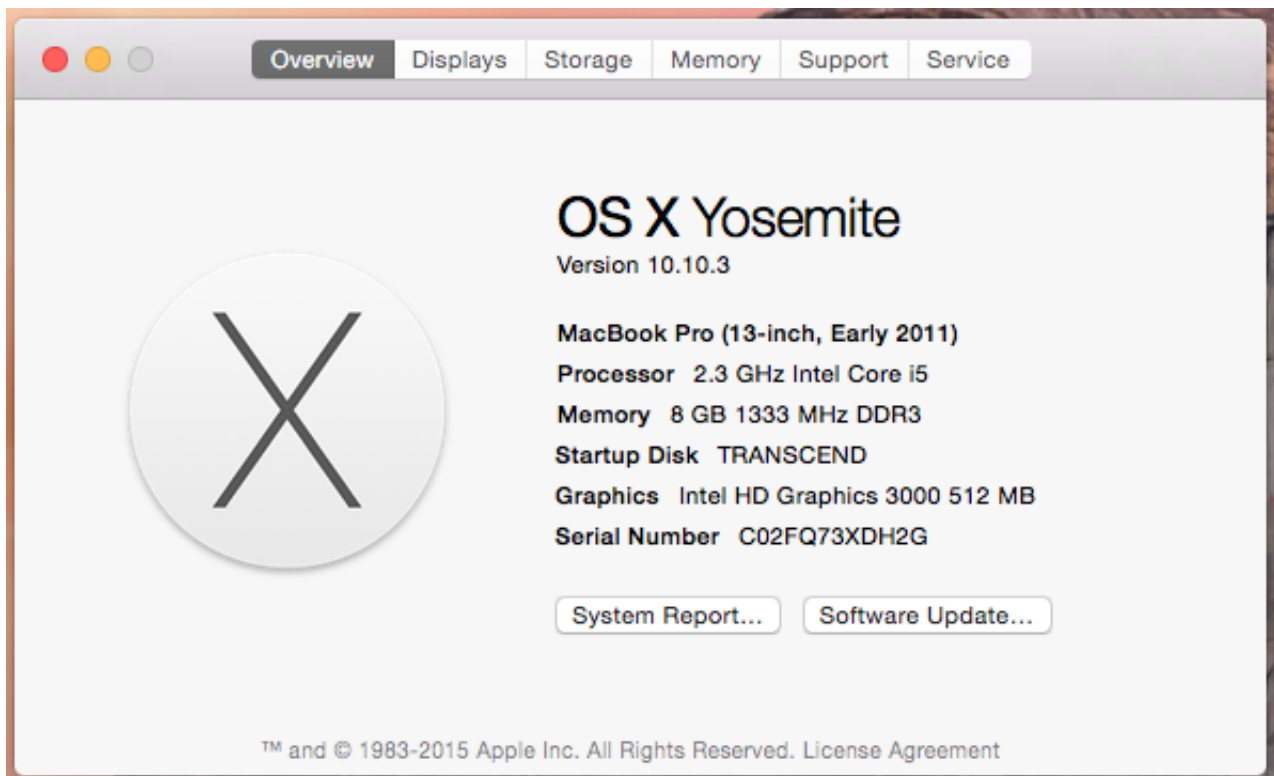 Overview Displays Storage Memory Support Service
OS X Yosemite
Version 10.10.3
MacBook Pro (13-inch, Early 2011)
Processor 2.3 GHz Intel Core i5
Memory 8 GB 1333 MHz DDR3
Startup Disk TRANSCEND
Graphics Intel HD Graphics 3000 512 MB
Serial Number C02FQ73XDH2G
System Report... Software Update...
™ and © 1983-2015 Apple Inc. All Rights Reserved. License Agreement